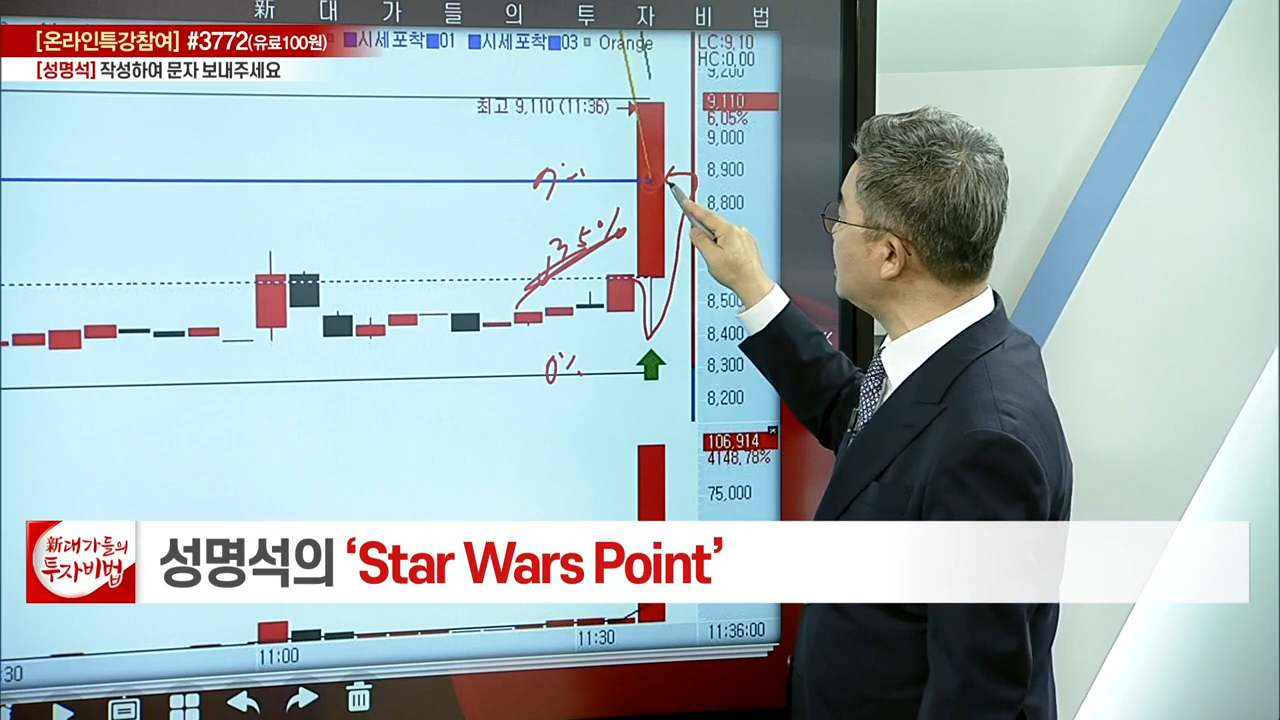 新 대 가 들 의 투 자 비 법
[온라인특강참여] #3772(유료100원)
[성명석] 작성하여 문자 보내주세요
시세포착 01 시세포착 03 Orange
LC:9,10
HC:0,00
9,200
최고 9,110 (11:36)
9,110
6,05%
9,000
8,900
8,800
35%
8,500
8,400
8,300
0%
8,200
106,914
4148,78%
75,000
新대가들의
투자비법
성명석의 ‘Star Wars Point’
:30
11:00
11:30
11:36:00